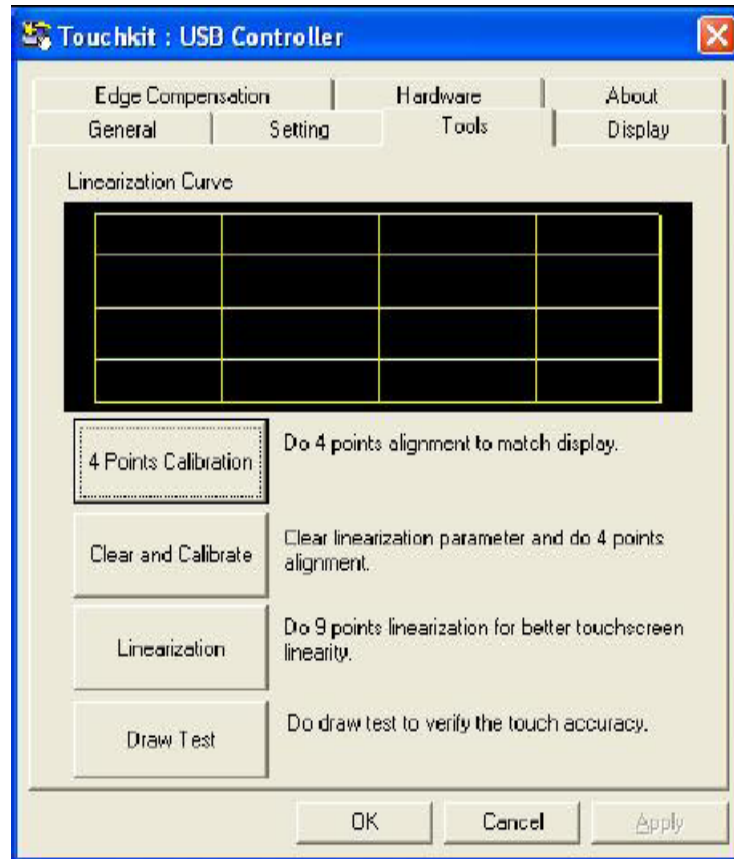 Touchkit : USB Controller
Edge Compensation Hardware About
General Setting Tools Display
Linearization Curve
4 Points Calibration
Do 4 points alignment to match display.
Clear and Calibrate
Clear linearization parameter and do 4 points
alignment.
Linearization
Do 9 points linearization for better touchscreen
linearity.
Draw Test
Do draw test to verify the touch accuracy.
OK Cancel Apply